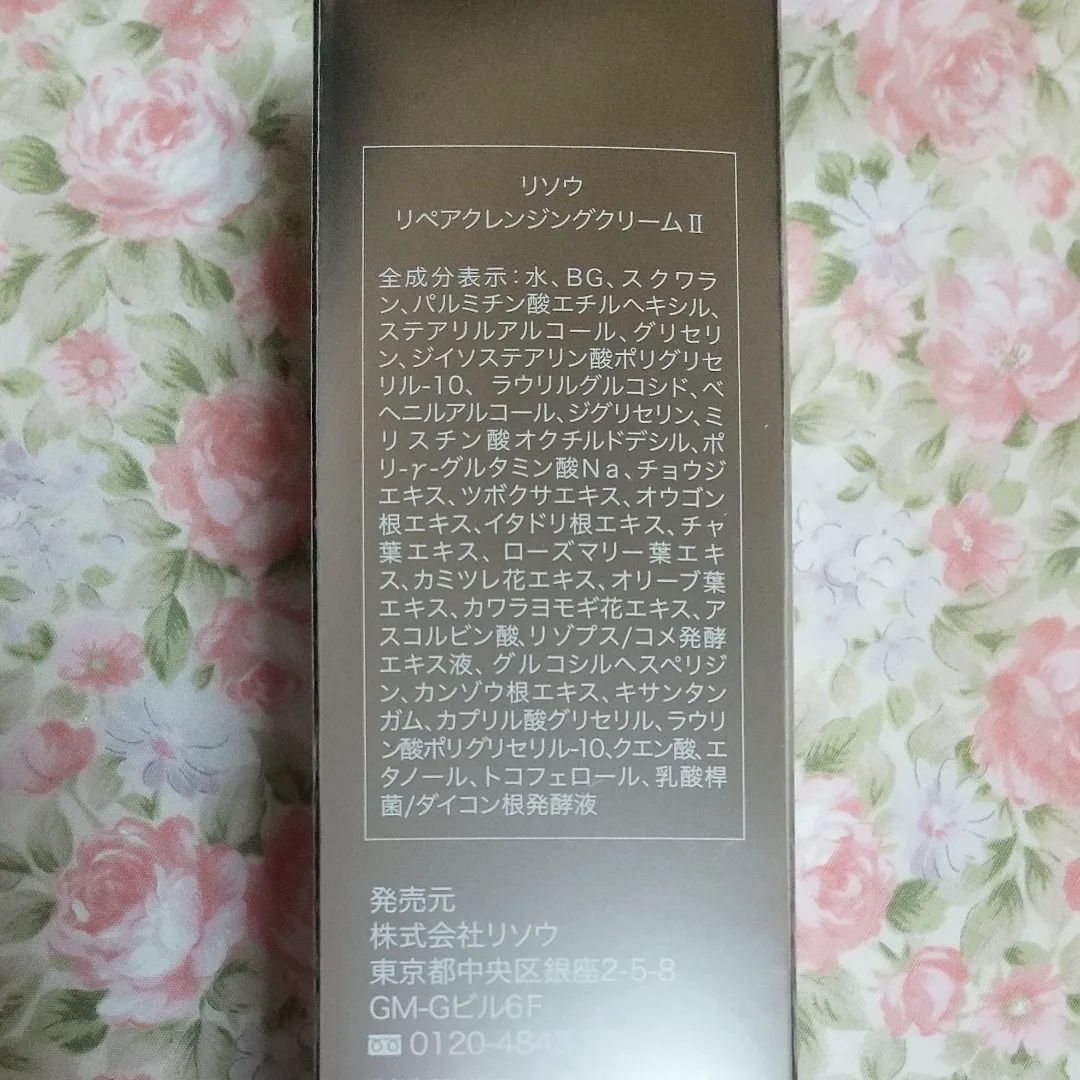 リソウ
リペアクレンジングクリームⅡ
全成分表示：水、BG、スクワラ
ン、パルミチン酸エチルヘキシル、
ステアリルアルコール、グリセリ
ン、ジイソステアリン酸ポリグリセ
リル-10、ラウリルグルコシド、ベ
ヘニルアルコール、ジグリセリン、ミ
リスチン酸オクチルドデシル、ポ
リ-γ-グルタミン酸Na、チョウジ
エキス、ツボクサエキス、オウゴン
根エキス、イタドリ根エキス、チャ
葉エキス、ローズマリー葉エキ
ス、カミツレ花エキス、オリーブ葉
エキス、カワラヨモギ花エキス、ア
スコルビン酸、リゾプス/コメ発酵
エキス液、グルコシルヘスペリジ
ン、カンゾウ根エキス、キサンタン
ガム、カプリル酸グリセリル、ラウリ
ン酸ポリグリセリル-10、クエン酸、エ
タノール、トコフェロール、乳酸桿
菌/ダイコン根発酵液
発売元
株式会社リソウ
東京都中央区銀座2-5-8
GM-Gビル6F
0120-484